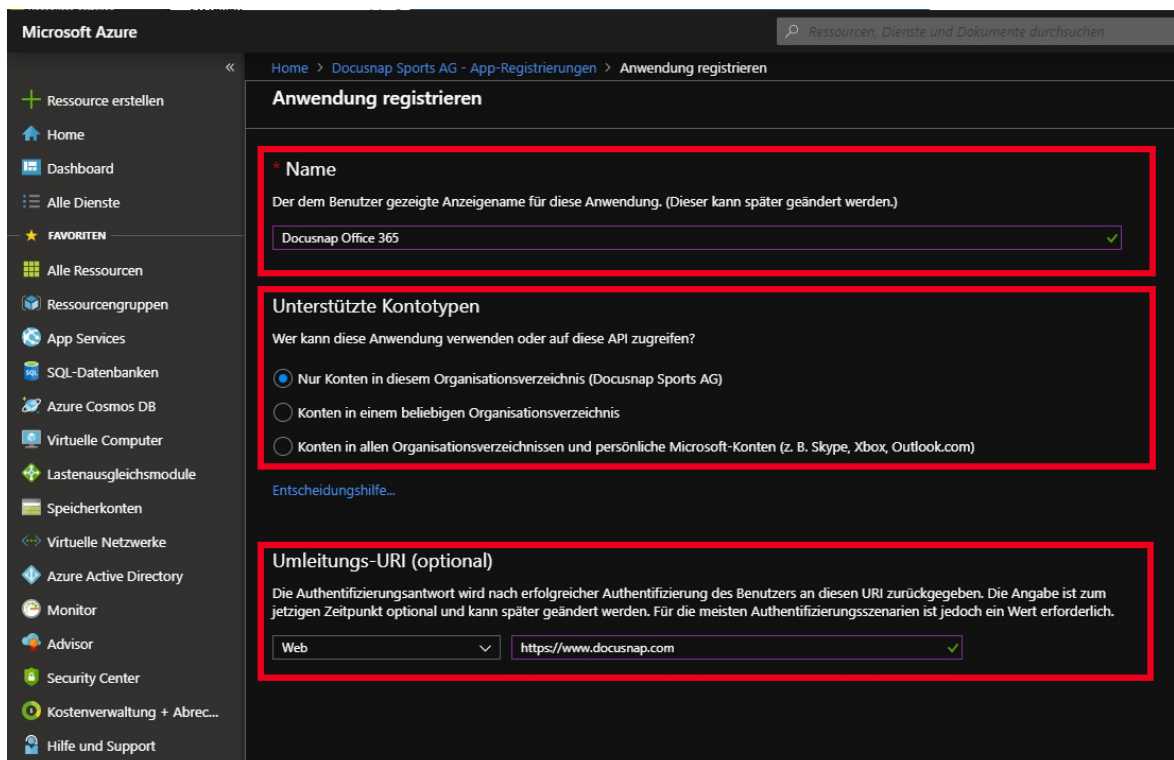 Microsoft Azure
Ressourcen, Dienste und Dokumente durchsuchen
«
Home > Docusnap Sports AG - App-Registrierungen > Anwendung registrieren
Anwendung registrieren
Ressource erstellen
Home
Dashboard
Alle Dienste
FAVORITEN
Alle Ressourcen
Ressourcengruppen
App Services
SQL-Datenbanken
Azure Cosmos DB
Virtuelle Computer
Lastenausgleichsmodule
Speicherkonten
Virtuelle Netzwerke
Azure Active Directory
Monitor
Advisor
Security Center
Kostenverwaltung + Abrec...
Hilfe und Support
* Name
Der dem Benutzer gezeigte Anzeigename für diese Anwendung. (Dieser kann später geändert werden.)
Docusnap Office 365
Unterstützte Kontotypen
Wer kann diese Anwendung verwenden oder auf diese API zugreifen?
Nur Konten in diesem Organisationsverzeichnis (Docusnap Sports AG)
Konten in einem beliebigen Organisationsverzeichnis
Konten in allen Organisationsverzeichnissen und persönliche Microsoft-Konten (z. B. Skype, Xbox, Outlook.com)
Entscheidungshilfe...
Umleitungs-URI (optional)
Die Authentifizierungsantwort wird nach erfolgreicher Authentifizierung des Benutzers an diesen URI zurückgegeben. Die Angabe ist zum
jetzigen Zeitpunkt optional und kann später geändert werden. Für die meisten Authentifizierungsszenarien ist jedoch ein Wert erforderlich.
Web
https://www.docusnap.com